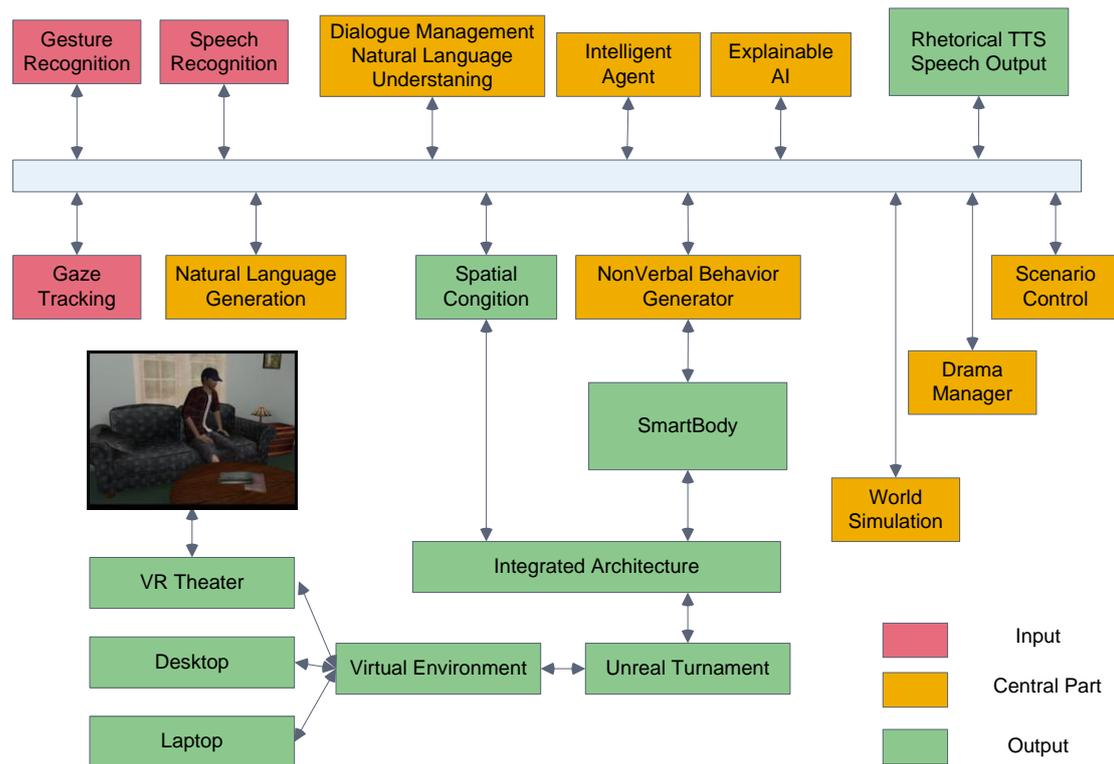 Gesture
Recognition
Speech
Recognition
Dialogue Management
Natural Language
Understaning
Intelligent
Agent
Explainable
AI
Rhetorical TTS
Speech Output
Gaze
Tracking
Natural Language
Generation
Spatial
Congition
NonVerbal Behavior
Generator
Scenario
Control
Drama
Manager
SmartBody
World
Simulation
Integrated Architecture
VR Theater
Desktop
Laptop
Virtual Environment
Unreal Turnament
Input
Central Part
Output